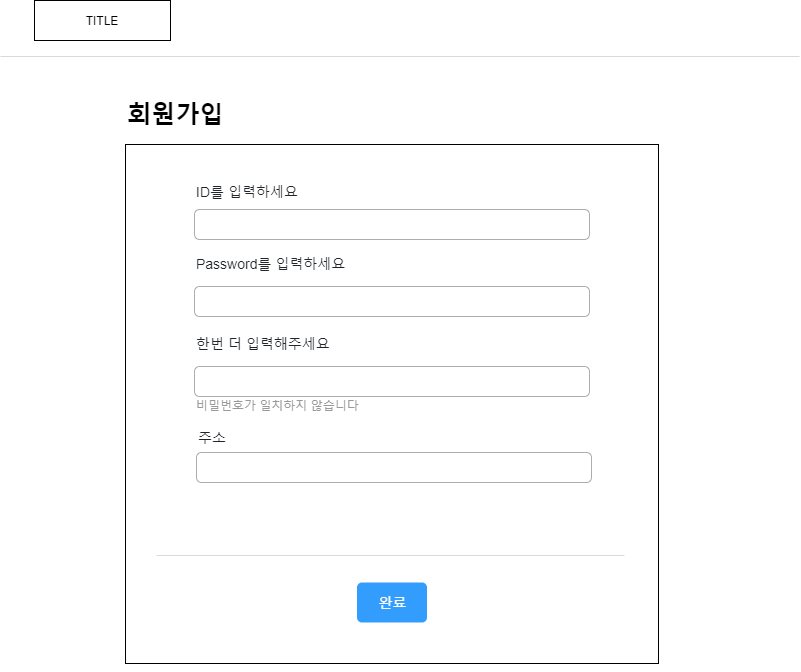 TITLE
회원가입
ID를 입력하세요
Password를 입력하세요
한번 더 입력해주세요
비밀번호가 일치하지 않습니다
주소
완료